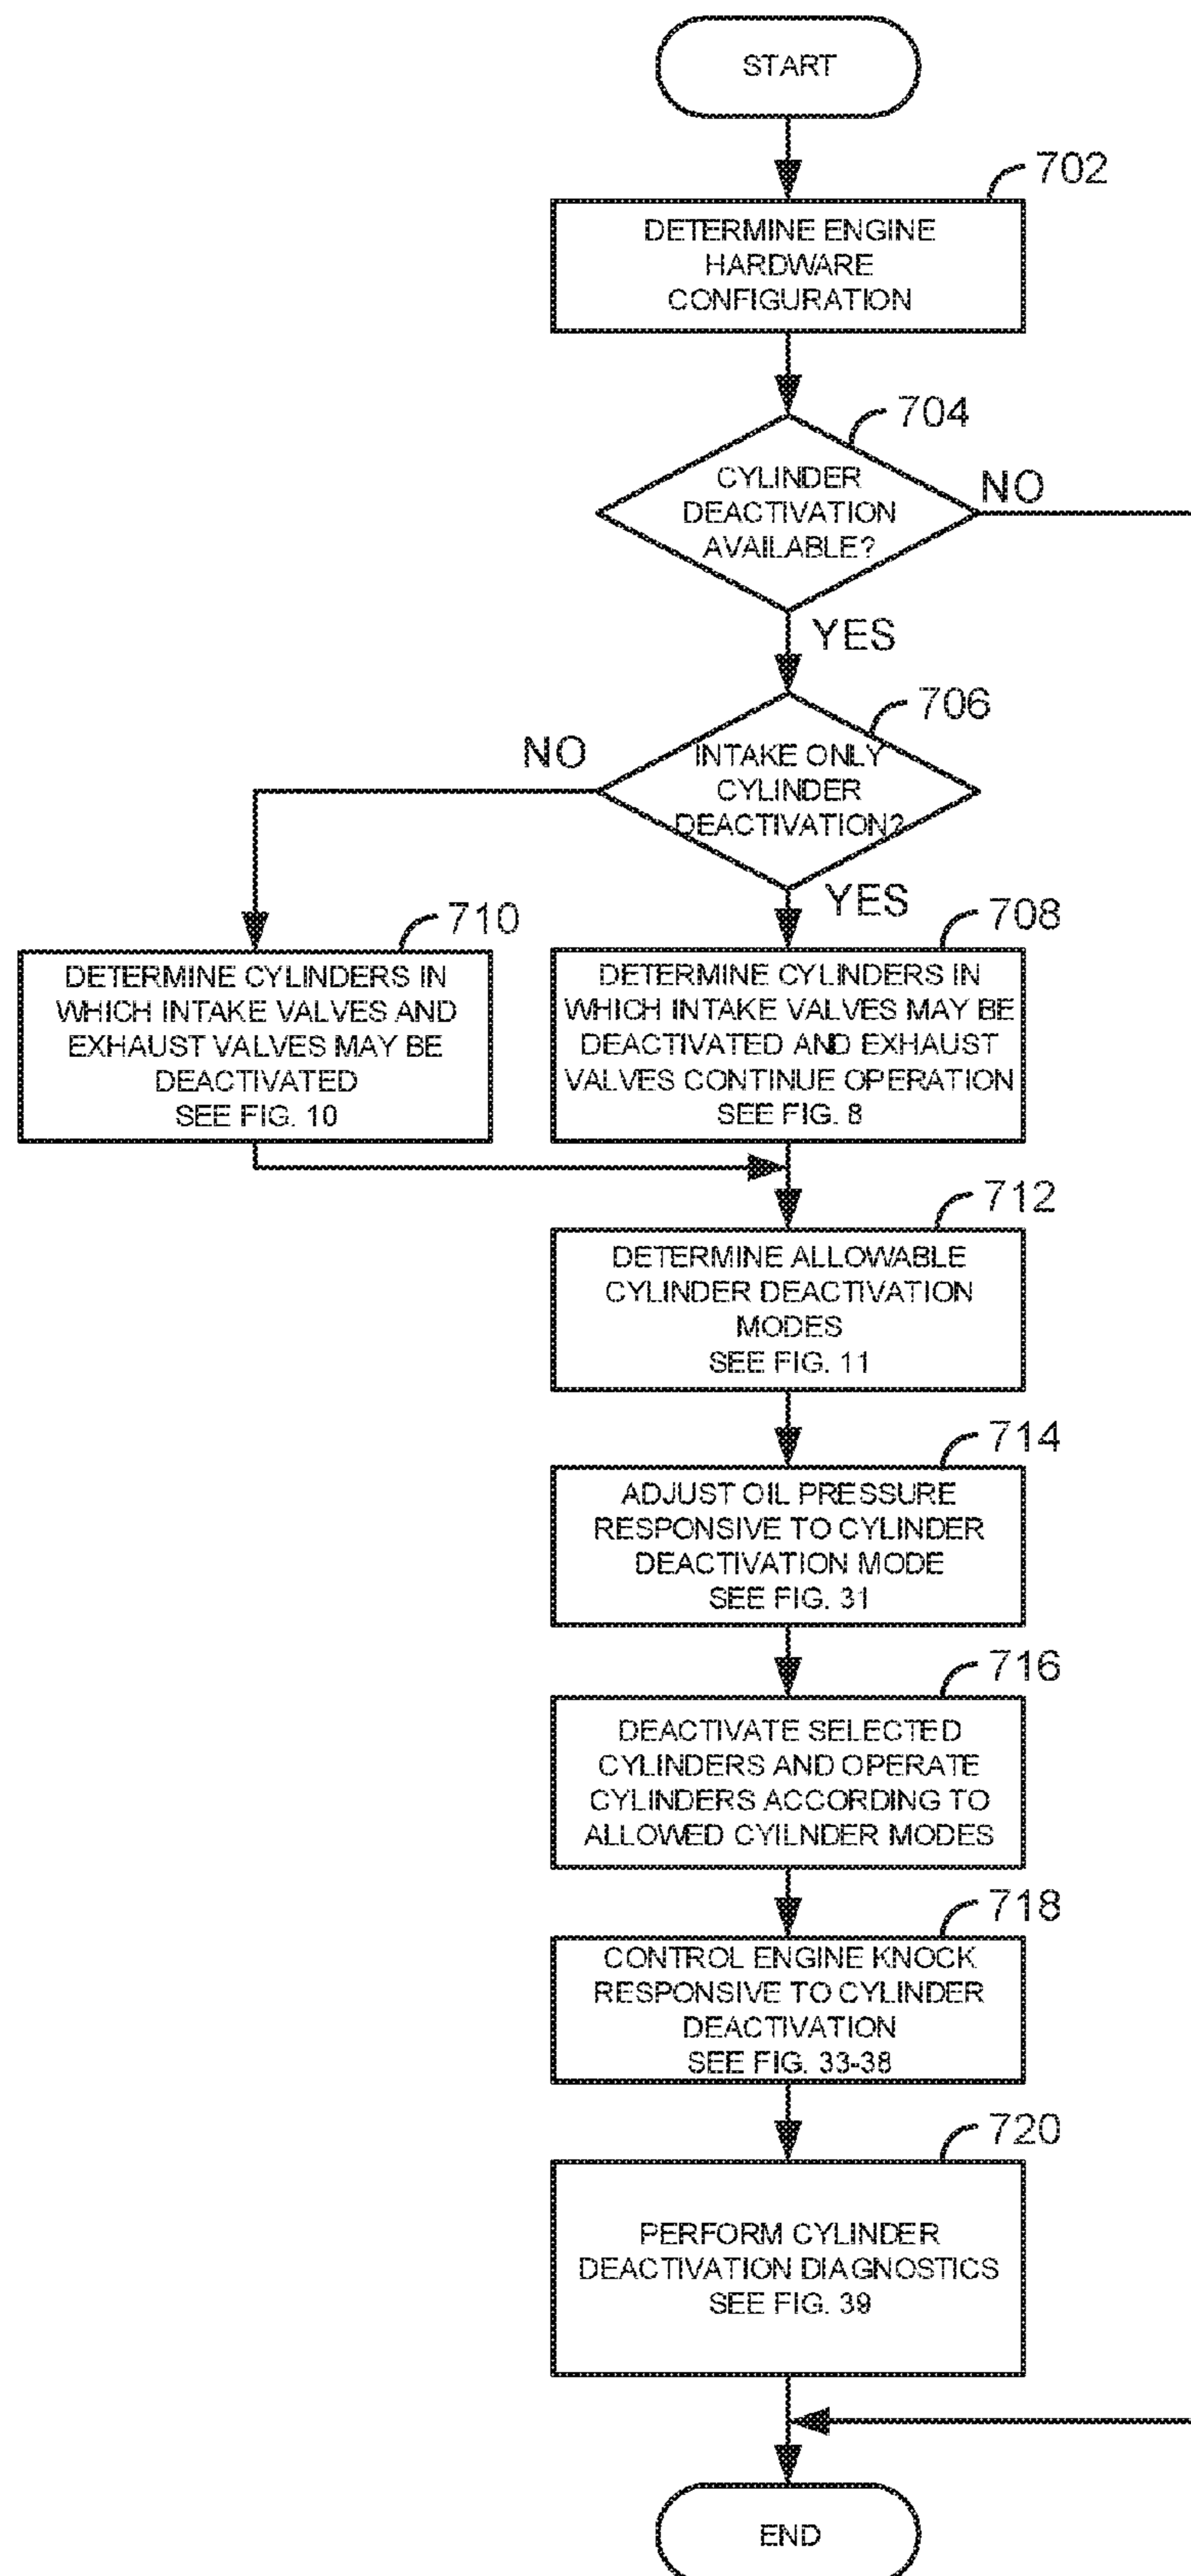 START
702
DETERMINE ENGINE
HARDWARE
CONFIGURATION
704
CYLINDER
DEACTIVATION
AVAILABLE?
NO
YES
706
INTAKE ONLY
CYLINDER
DEACTIVATION?
NO
YES
710
DETERMINE CYLINDERS IN
WHICH INTAKE VALVES AND
EXHAUST VALVES MAY BE
DEACTIVATED
SEE FIG. 10
708
DETERMINE CYLINDERS IN
WHICH INTAKE VALVES MAY BE
DEACTIVATED AND EXHAUST
VALVES CONTINUE OPERATION
SEE FIG. 8
712
DETERMINE ALLOWABLE
CYLINDER DEACTIVATION
MODES
SEE FIG. 11
714
ADJUST OIL PRESSURE
RESPONSIVE TO CYLINDER
DEACTIVATION MODE
SEE FIG. 31
716
DEACTIVATE SELECTED
CYLINDERS AND OPERATE
CYLINDERS ACCORDING TO
ALLOWED CYILNDER MODES
718
CONTROL ENGINE KNOCK
RESPONSIVE TO CYLINDER
DEACTIVATION
SEE FIG. 33-38
720
PERFORM CYLINDER
DEACTIVATION DIAGNOSTICS
SEE FIG. 39
END